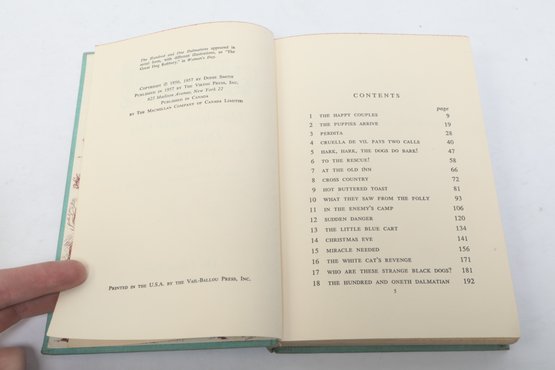 The Hundred and One Dalmatians appeared in
serial form, with different illustrations, as "The
Great Dog Robbery," in Woman's Day.
Copyright © 1956, 1957 by Dodie Smith
Published in 1957 by The Viking Press, Inc.
625 Madison Avenue, New York 22
Published in Canada
by The Macmillan Company of Canada Limited
Printed in the U.S.A. by the Vail-Ballou Press, Inc.
CONTENTS
page
1 THE HAPPY COUPLES 9
2 THE PUPPIES ARRIVE 19
3 PERDITA 28
4 CRUELLA DE VIL PAYS TWO CALLS 40
5 HARK, HARK, THE DOGS DO BARK! 47
6 TO THE RESCUE! 58
7 AT THE OLD INN 66
8 CROSS COUNTRY 72
9 HOT BUTTERED TOAST 81
10 WHAT THEY SAW FROM THE FOLLY 93
11 IN THE ENEMY'S CAMP 106
12 SUDDEN DANGER 120
13 THE LITTLE BLUE CART 134
14 CHRISTMAS EVE 141
15 MIRACLE NEEDED 156
16 THE WHITE CAT'S REVENGE 171
17 WHO ARE THESE STRANGE BLACK DOGS? 181
18 THE HUNDRED AND ONETH DALMATIAN 192
5